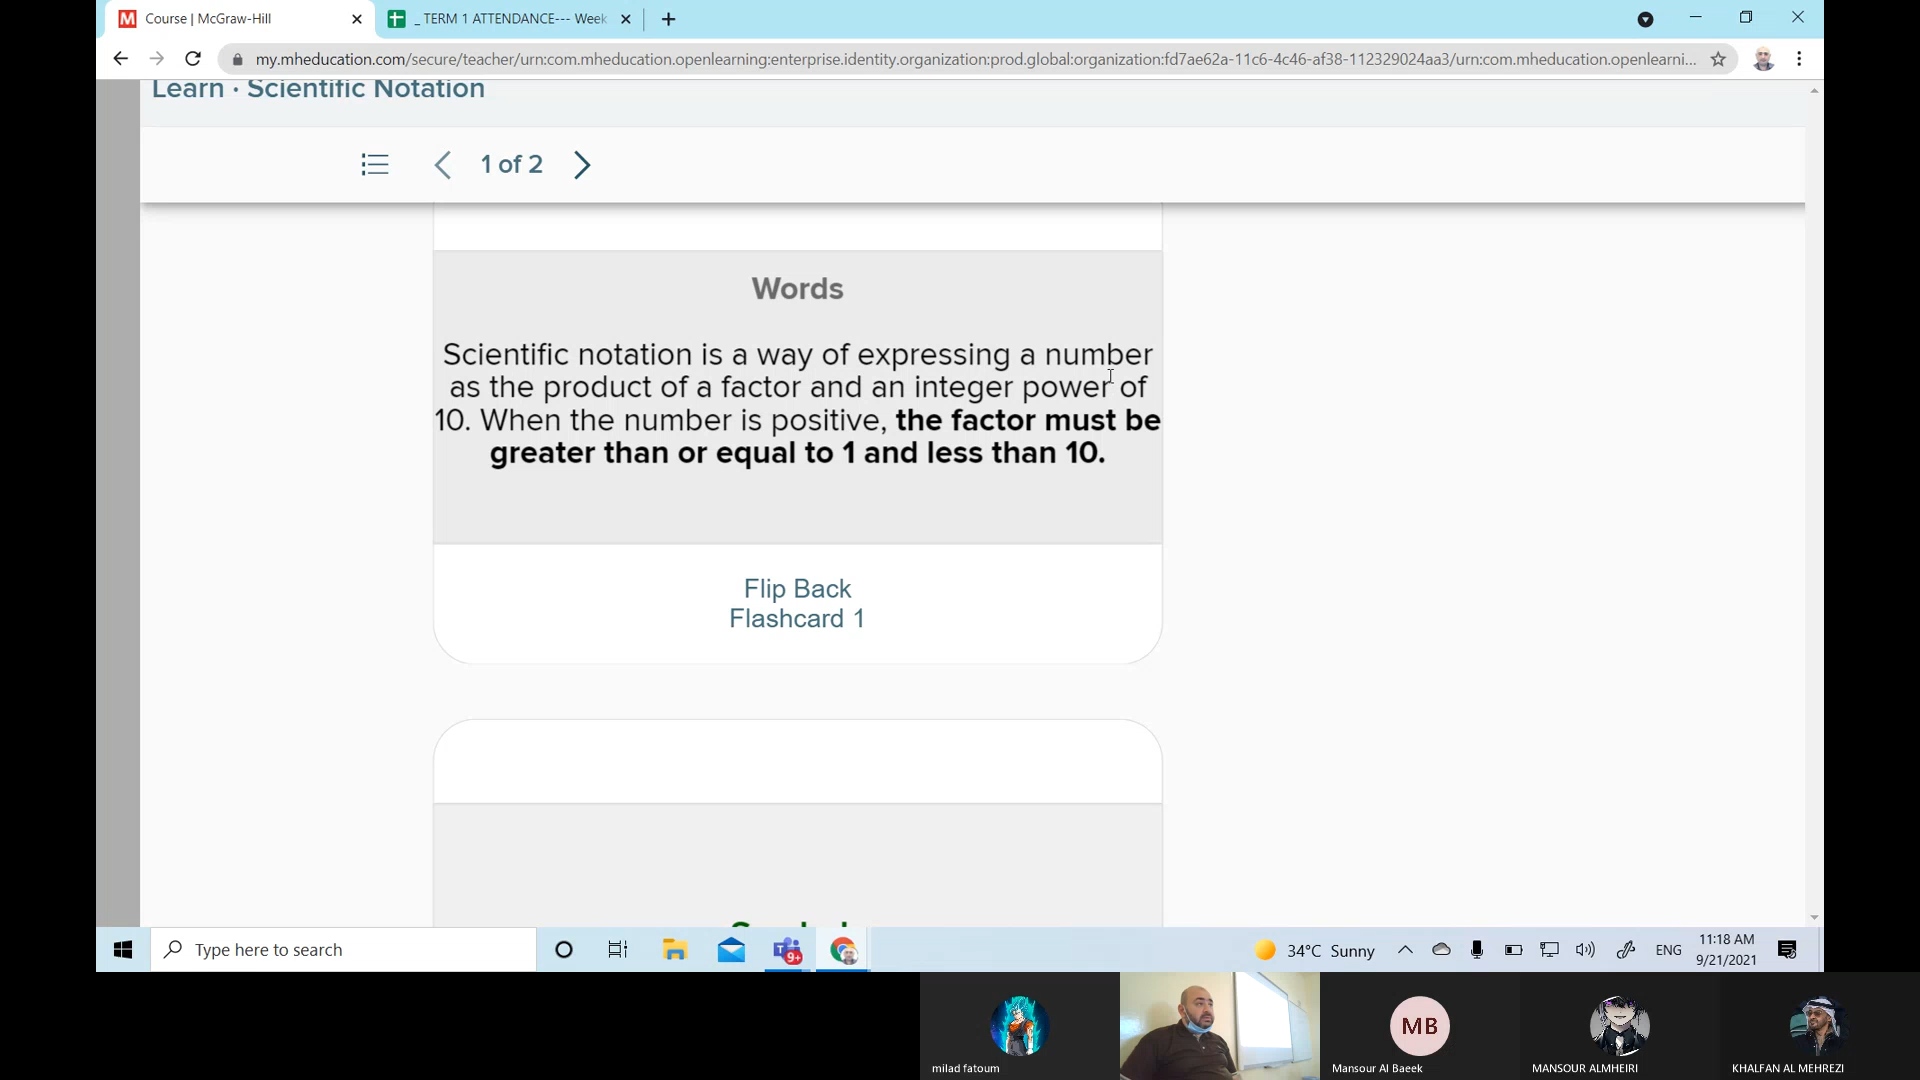 Course | McGraw-Hill
_ TERM 1 ATTENDANCE--- Week
my.mheducation.com/secure/teacher/urn:com.mheducation.openlearning:enterprise.identity.organization:prod.global:organization:fd7ae62a-11c6-4c46-af38-112329024aa3/urn:com.mheducation.openlearni...
Learn · Scientific Notation
1 of 2
Words
Scientific notation is a way of expressing a number
as the product of a factor and an integer power of
10. When the number is positive, the factor must be
greater than or equal to 1 and less than 10.
Flip Back
Flashcard 1
Type here to search
9+
34°C Sunny
ENG
11:18 AM
9/21/2021
MB
milad fatoum
Mansour Al Baeek
MANSOUR ALMHEIRI
KHALFAN AL MEHREZI